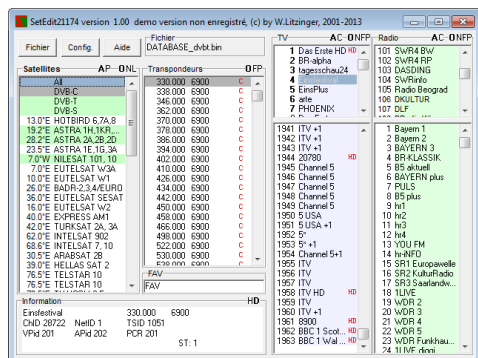 SetEdit21174 version 1.00 demo version non enregistré, (c) by W.Litzinger, 2001-2013
Fichier Config. Aide
Fichier
DATABASE_dvbt.bin
Satellites AP ONL
All
DVB-C
DVB-T
DVB-S
13.0°E HOTBIRD 6,7A,8
19.2°E ASTRA 1H,1KR,...
28.2°E ASTRA 2A,2B,2D
23.5°E ASTRA 1E,1G,3A
7.0°W NILESAT 101, 10
7.0°E EUTELSAT W3A
10.0°E EUTELSAT W1
26.0°E BADR-2,3,4/EURO
36.0°E EUTELSAT SESAT
16.0°E EUTELSAT W2
40.0°E EXPRESS AM1
42.0°E TURKSAT 2A, 3A
62.0°E INTELSAT 902
68.6°E INTELSAT 7, 10
30.5°E ARABSAT 2B
39.0°E HELLAS SAT 2
76.5°E TELSTAR 10
76.5°E TELSTAR 10
Transpondeurs OFP
330.000 6900 C
338.000 6900 C
346.000 6900 C
362.000 6900 C
370.000 6900 C
378.000 6900 C
386.000 6900 C
394.000 6900 C
402.000 6900 C
410.000 6900 C
426.000 6900 C
434.000 6900 C
442.000 6900 C
450.000 6900 C
458.000 6900 C
466.000 6900 C
498.000 6900 C
522.000 6900 C
530.000 6900 C
FAV
FAV
TV AC-ONFP
1 Das Erste HD HD
2 BR-alpha
3 tagesschau24
4 Einsfestival
5 EinsPlus
6 arte
7 PHOENIX
1941 ITV +1
1942 ITV +1
1943 ITV +1
1944 20780 HD
1945 Channel 5
1946 Channel 5
1947 Channel 5
1948 Channel 5
1949 Channel 5
1950 5 USA
1951 5 USA +1
1952 5*
1953 5* +1
1954 Channel 5+1
1955 ITV
1956 ITV
1957 ITV
1958 ITV HD HD
1959 ITV
1960 ITV +1
1961 8900 HD
1962 BBC 1 Scot... HD
1963 BBC 1 Wal ... HD
Radio AC-ONFP
101 SWR4 BW
102 SWR4 RP
103 DASDING
104 SWRinfo
105 Radio Beograd
106 DKULTUR
107 DLF
1 Bayern 1
2 Bayern 2
3 BAYERN 3
4 BR-KLASSIK
5 B5 aktuell
6 BAYERN plus
7 PULS
8 B5 plus
9 hr1
10 hr2
11 hr3
12 hr4
13 YOU FM
14 hr-iNFO
15 SR1 Europawelle
16 SR2 KulturRadio
17 SR3 Saarlandw...
18 1LIVE
19 WDR 2
20 WDR 3
21 WDR 4
22 WDR 5
23 WDR Funkhau...
24 1LIVE diggi
Information HD-
Einsfestival 330.000 6900
ChID 28722 NetID 1 TSID 1051
VPid 201 APid 202 PCR 201
ST: 1